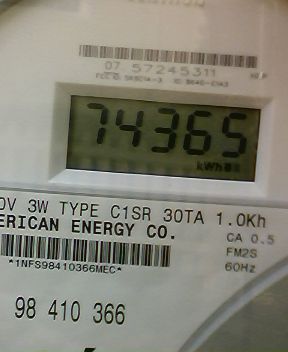 07 57245311
74365
kWh
0V 3W TYPE C1SR 30TA 1.0Kh
ERICAN ENERGY CO.
CA 0.5
FM2S
60Hz
*1NFS98410366MEC*
98 410 366